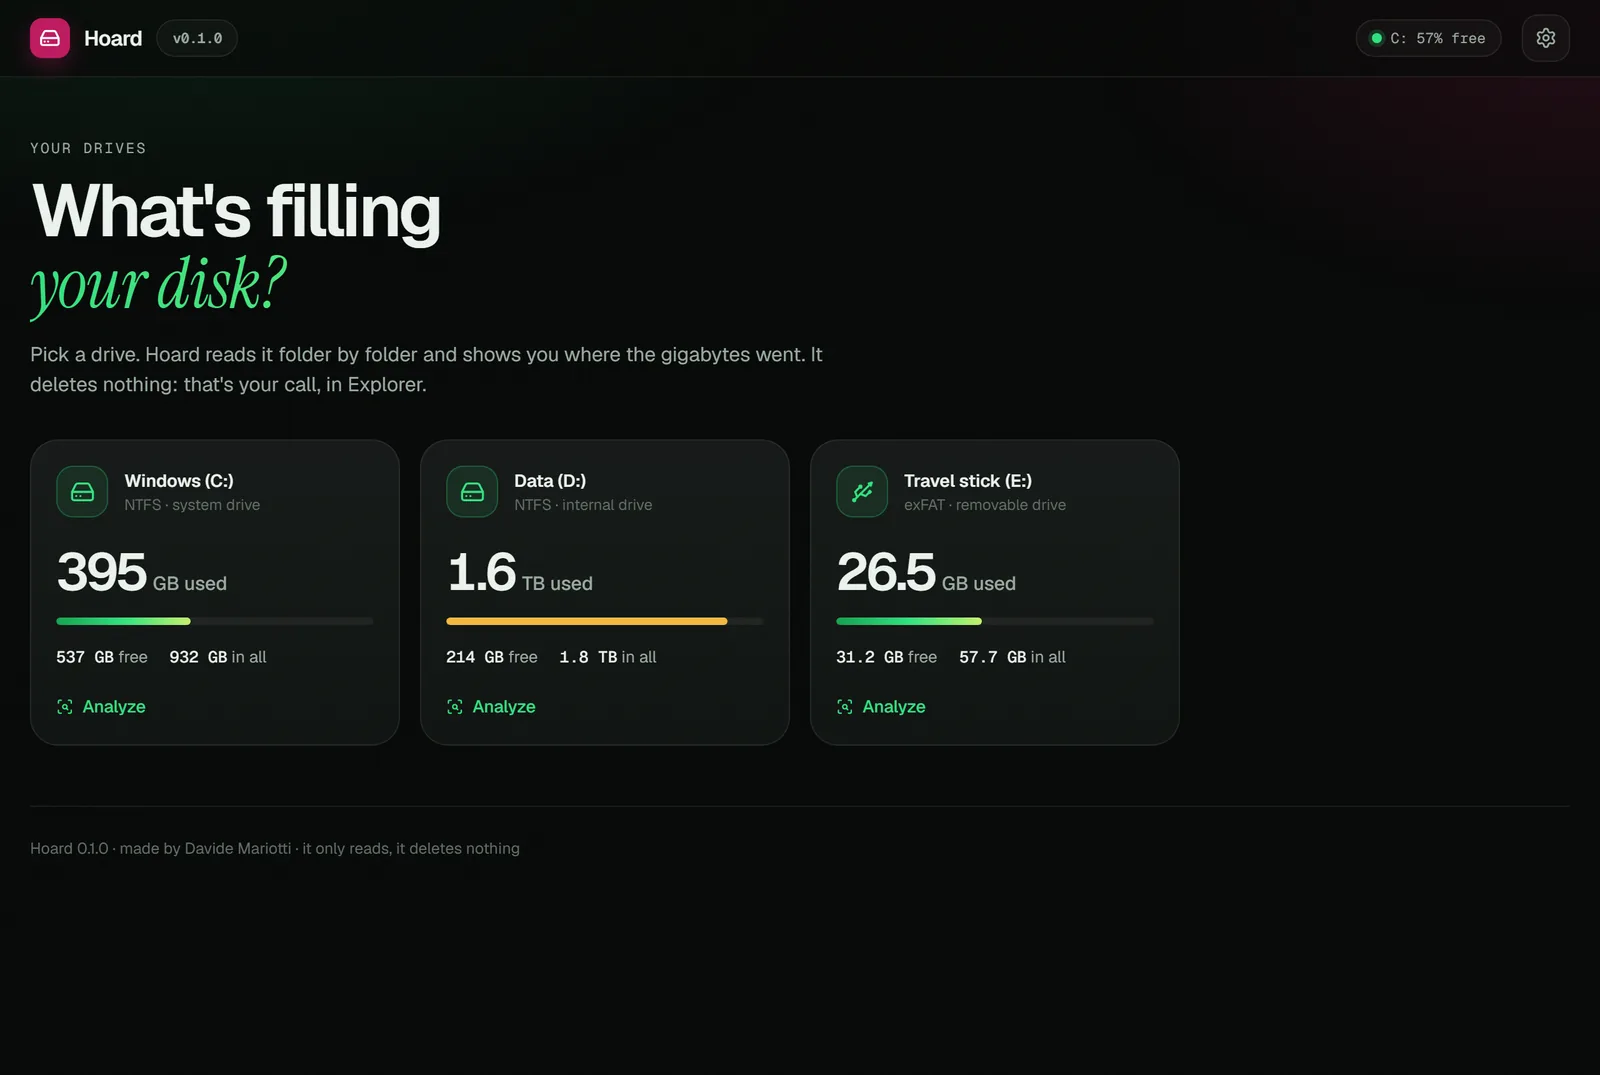 Hoard v0.1.0 C: 57% free
YOUR DRIVES
What's filling
your disk?
Pick a drive. Hoard reads it folder by folder and shows you where the gigabytes went. It
deletes nothing: that's your call, in Explorer.
Windows (C:)
NTFS · system drive
395 GB used
537 GB free 932 GB in all
Analyze
Data (D:)
NTFS · internal drive
1.6 TB used
214 GB free 1.8 TB in all
Analyze
Travel stick (E:)
exFAT · removable drive
26.5 GB used
31.2 GB free 57.7 GB in all
Analyze
Hoard 0.1.0 · made by Davide Mariotti · it only reads, it deletes nothing